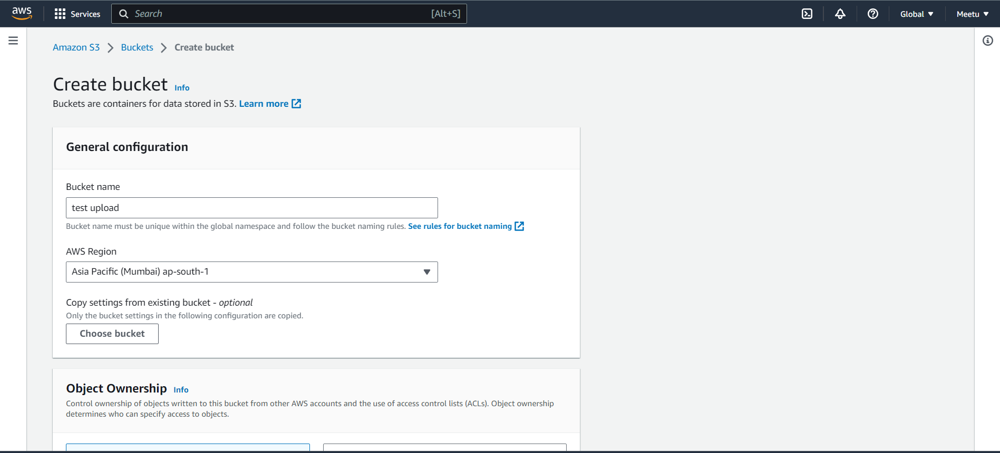 aws Services Search [Alt+S] Global Meetu
Amazon S3 Buckets Create bucket
Create bucket Info
Buckets are containers for data stored in S3. Learn more
General configuration
Bucket name
test upload
Bucket name must be unique within the global namespace and follow the bucket naming rules. See rules for bucket naming
AWS Region
Asia Pacific (Mumbai) ap-south-1
Copy settings from existing bucket - optional
Only the bucket settings in the following configuration are copied.
Choose bucket
Object Ownership Info
Control ownership of objects written to this bucket from other AWS accounts and the use of access control lists (ACLs). Object ownership
determines who can specify access to objects.